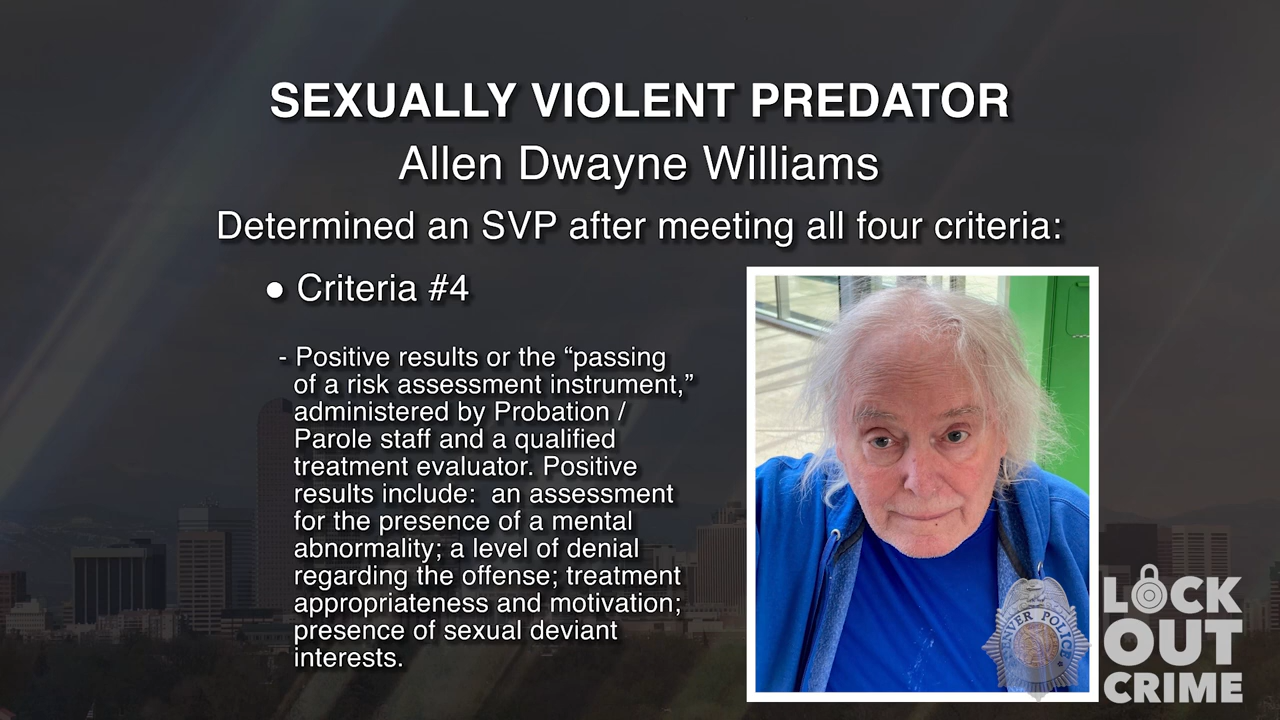 SEXUALLY VIOLENT PREDATOR
Allen Dwayne Williams
Determined an SVP after meeting all four criteria:
● Criteria #4
- Positive results or the “passing
of a risk assessment instrument,”
administered by Probation /
Parole staff and a qualified
treatment evaluator. Positive
results include:  an assessment
for the presence of a mental
abnormality; a level of denial
regarding the offense; treatment
appropriateness and motivation;
presence of sexual deviant
interests.
POLICE
LOCK
OUT
CRIME